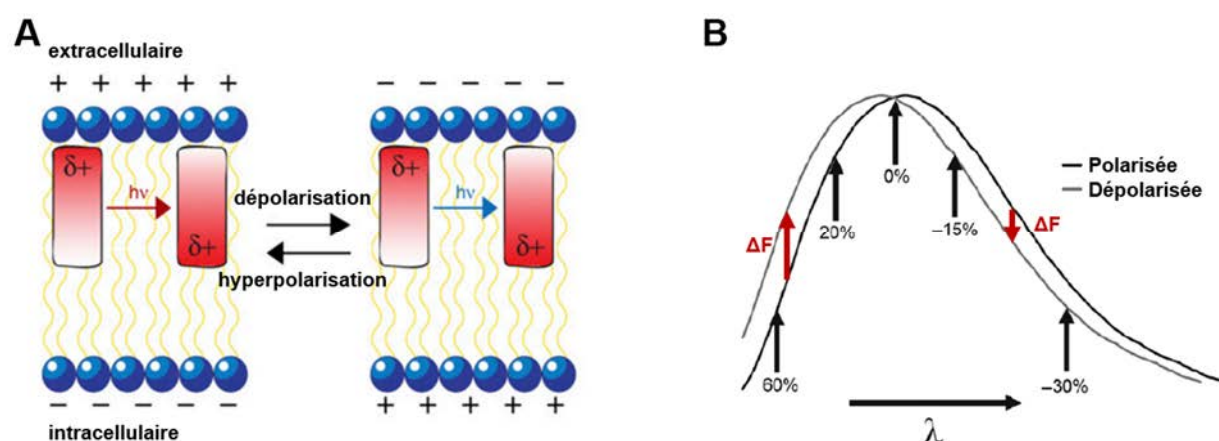 A
extracellulaire
+ + + + +
− − − − −
δ+
hν
δ+
dépolarisation
hyperpolarisation
δ+
hν
δ+
− − − − −
+ + + + +
intracellulaire
B
Polarisée
Dépolarisée
ΔF
60%
20%
0%
–15%
ΔF
–30%
λ